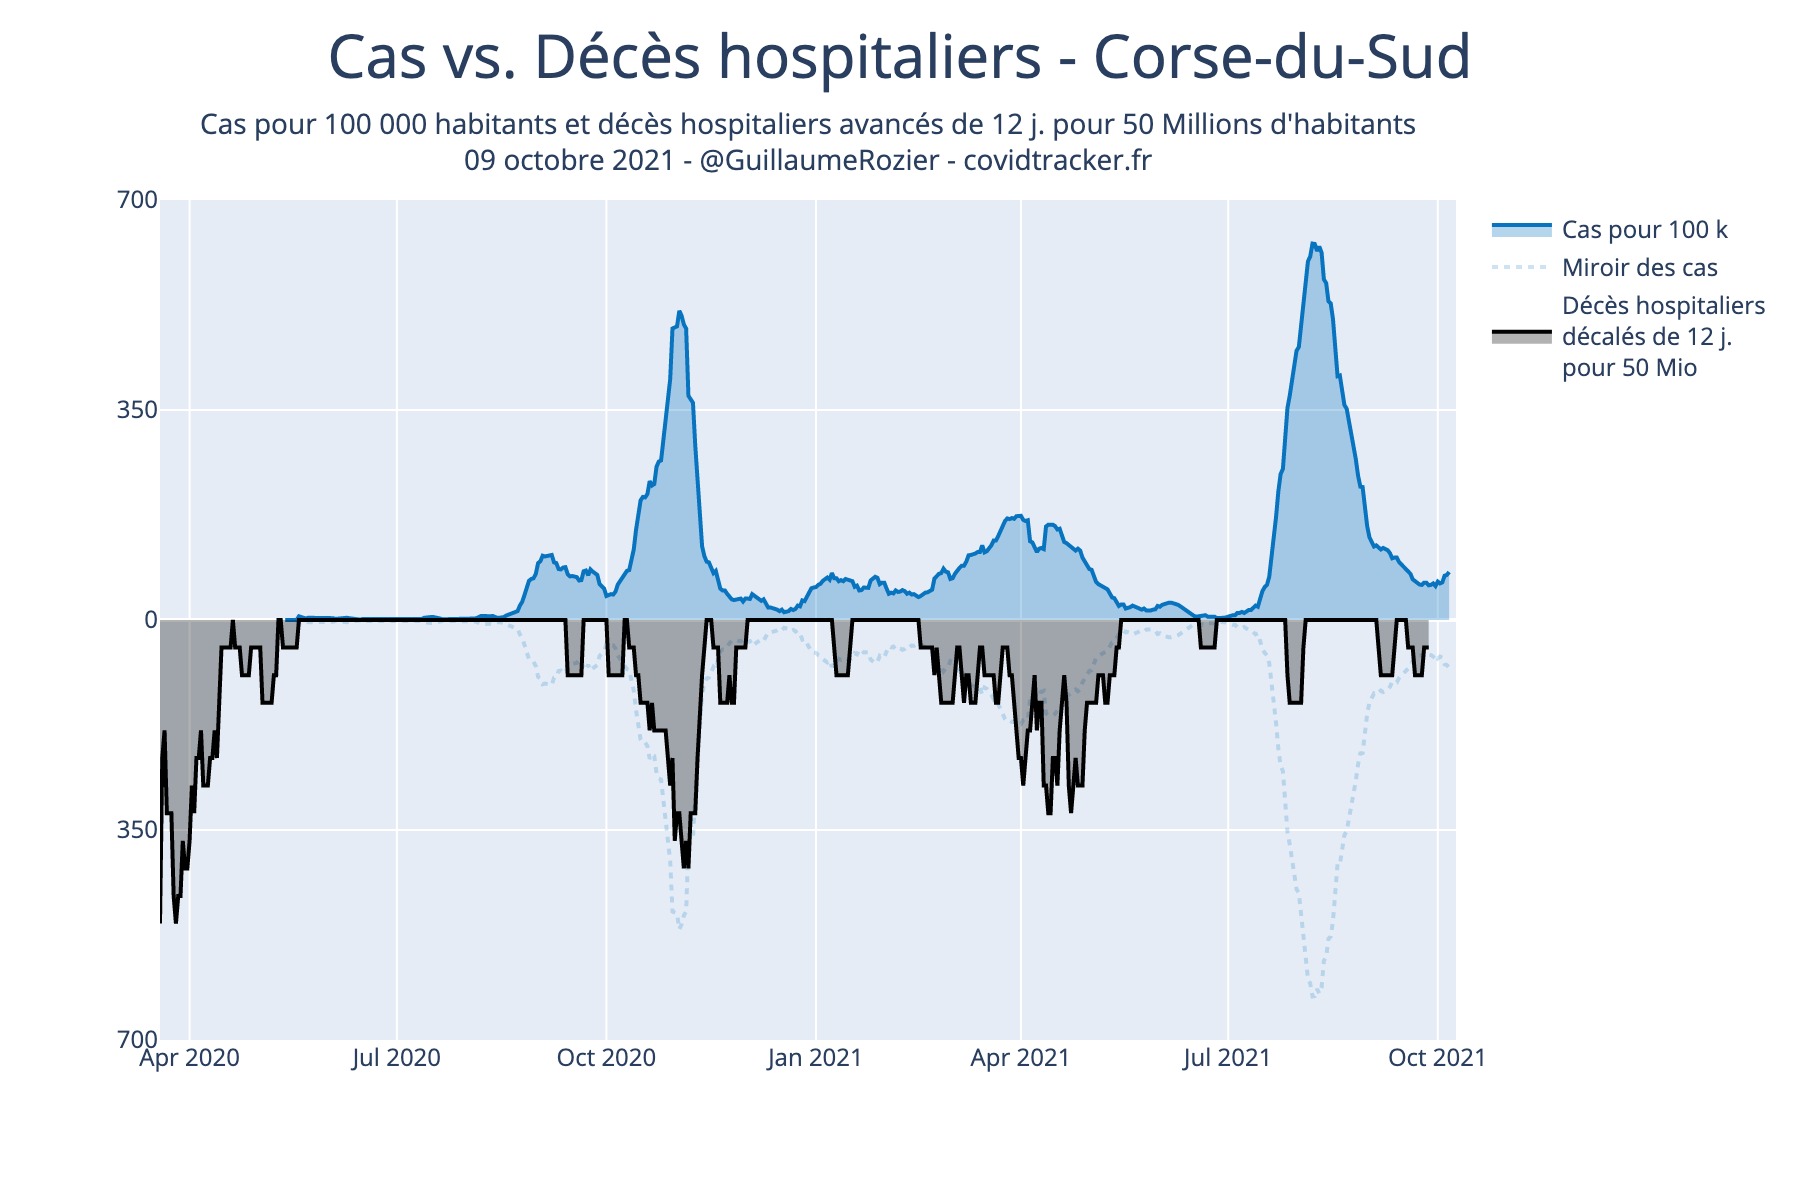 Cas vs. Décès hospitaliers - Corse-du-Sud
Cas pour 100 000 habitants et décès hospitaliers avancés de 12 j. pour 50 Millions d'habitants
09 octobre 2021 - @GuillaumeRozier - covidtracker.fr
700
350
0
350
700
Apr 2020 Jul 2020 Oct 2020 Jan 2021 Apr 2021 Jul 2021 Oct 2021
Cas pour 100 k
Miroir des cas
Décès hospitaliers
décalés de 12 j.
pour 50 Mio